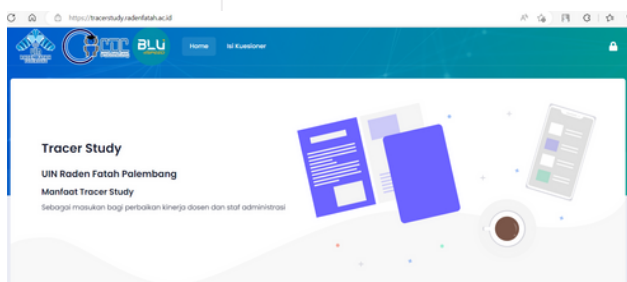 https://tracerstudy.radenfatah.ac.id
CDC
BLU
Home
Isi Kuesioner
Tracer Study
UIN Raden Fatah Palembang
Manfaat Tracer Study
Sebagai masukan bagi perbaikan kinerja dosen dan staf administrasi